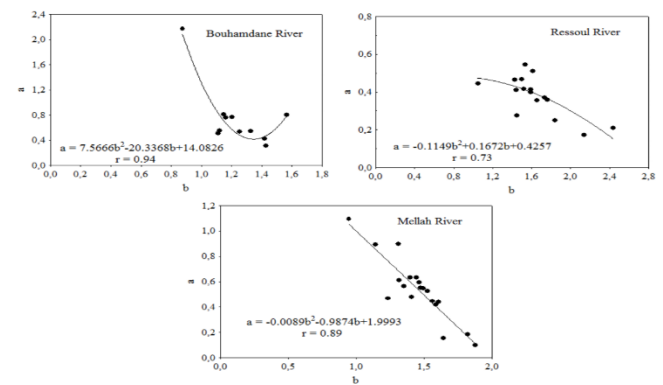 2,4
2,0
1,6
1,2
0,8
0,4
0,0
a
Bouhamdane River
a = 7.5666b²-20.3368b+14.0826
r = 0.94
0,0 0,2 0,4 0,6 0,8 1,0 1,2 1,4 1,6 1,8
b
0,8
0,6
0,4
0,2
0,0
a
Ressoul River
a = -0.1149b²+0.1672b+0.4257
r = 0.73
0,0 0,4 0,8 1,2 1,6 2,0 2,4 2,8
b
1,2
1,0
0,8
0,6
0,4
0,2
0,0
a
Mellah River
a = -0.0089b²-0.9874b+1.9993
r = 0.89
0,0 0,5 1,0 1,5 2,0
b